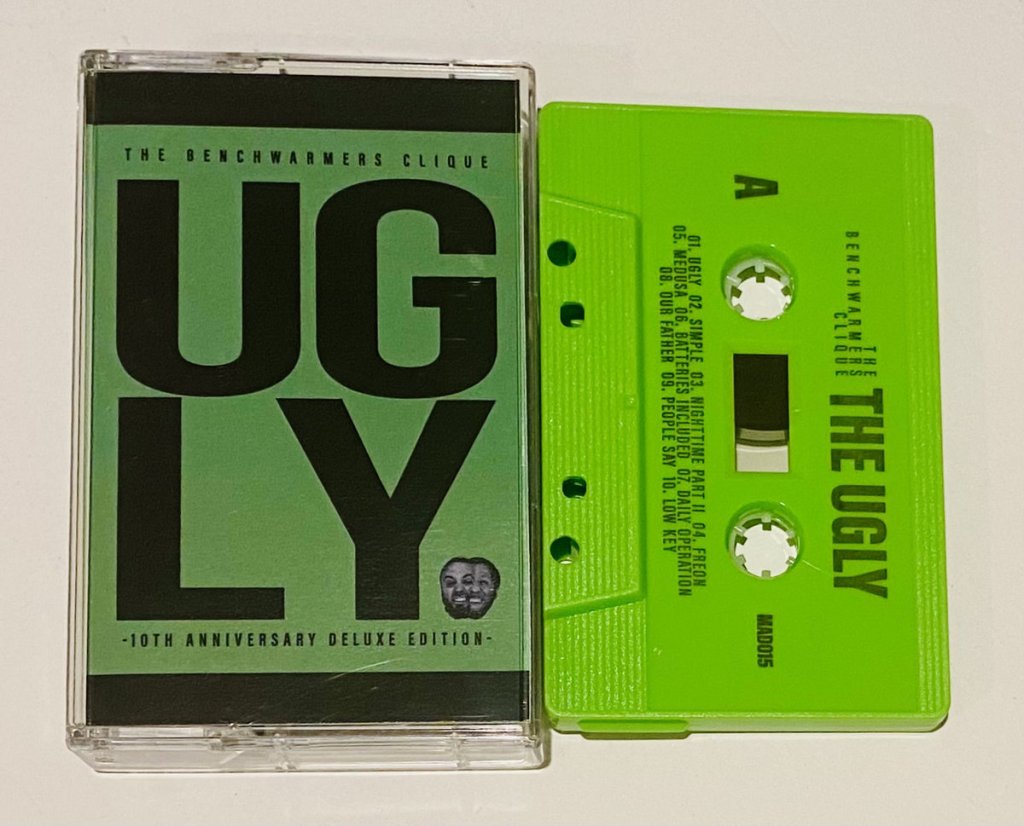 THE BENCHWARMERS CLIQUE
UG
LY
-10TH ANNIVERSARY DELUXE EDITION-
A
THE
BENCHWARMERS
CLIQUE
THE UGLY
01. UGLY 02. SIMPLE 03. NIGHTTIME PART II 04. FREON
05. MEDUSA 06. BATTERIES INCLUDED 07. DAILY OPERATION
08. OUR FATHER 09. PEOPLE SAY 10. LOW KEY
MAD015